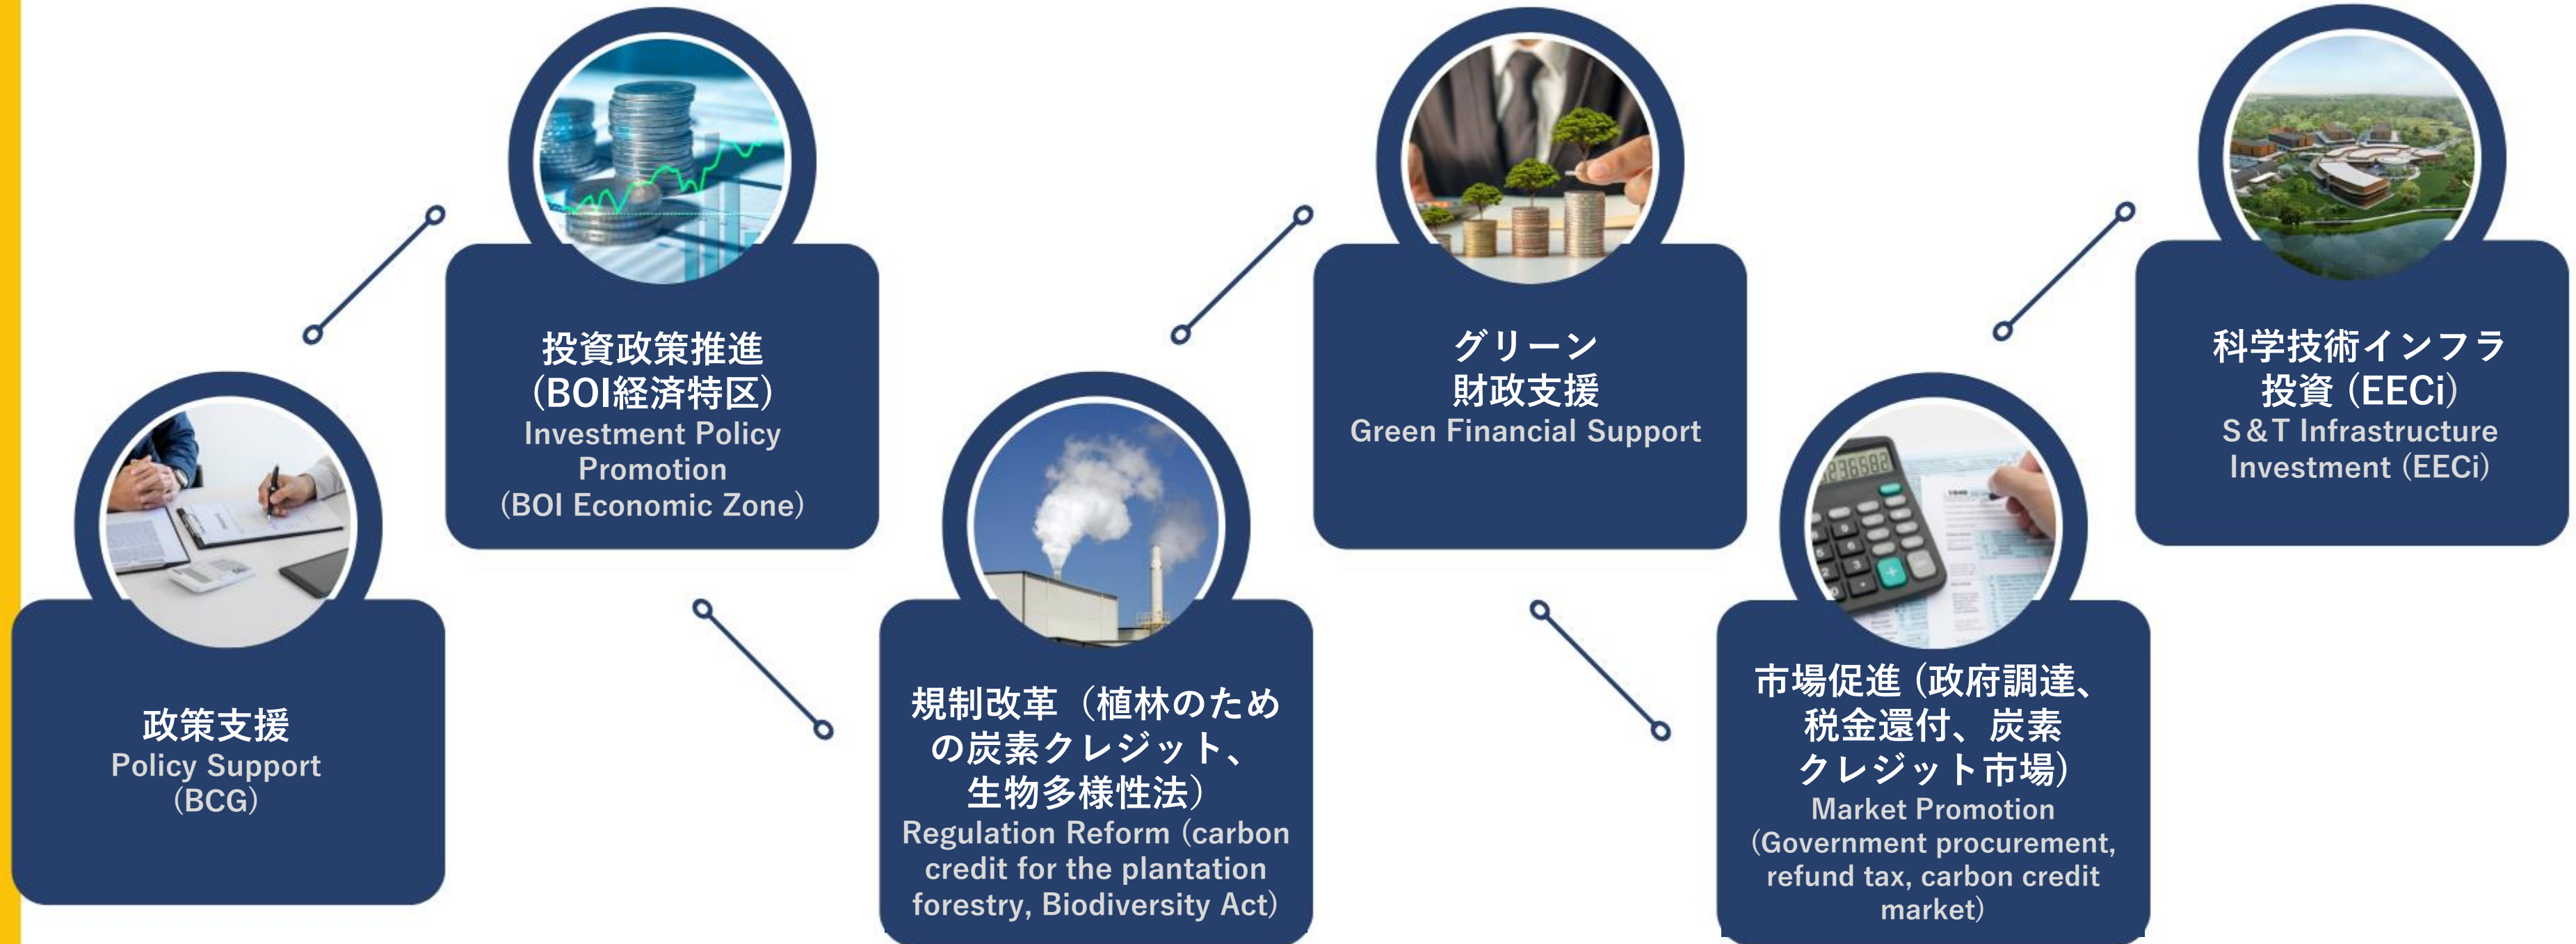 政策支援
Policy Support
(BCG)
投資政策推進
(BOI経済特区)
Investment Policy
Promotion
(BOI Economic Zone)
規制改革（植林のため
の炭素クレジット、
生物多様性法）
Regulation Reform (carbon
credit for the plantation
forestry, Biodiversity Act)
グリーン
財政支援
Green Financial Support
市場促進 (政府調達、
税金還付、炭素
クレジット市場)
Market Promotion
(Government procurement,
refund tax, carbon credit
market)
科学技術インフラ
投資 (EECi)
S&T Infrastructure
Investment (EECi)